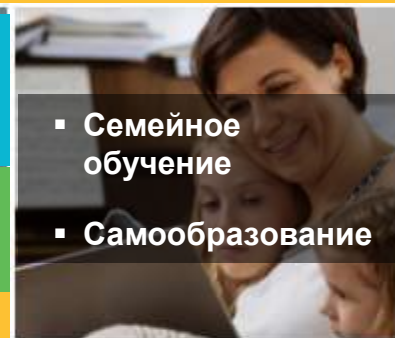 ▪ Семейное
обучение
▪ Самообразование